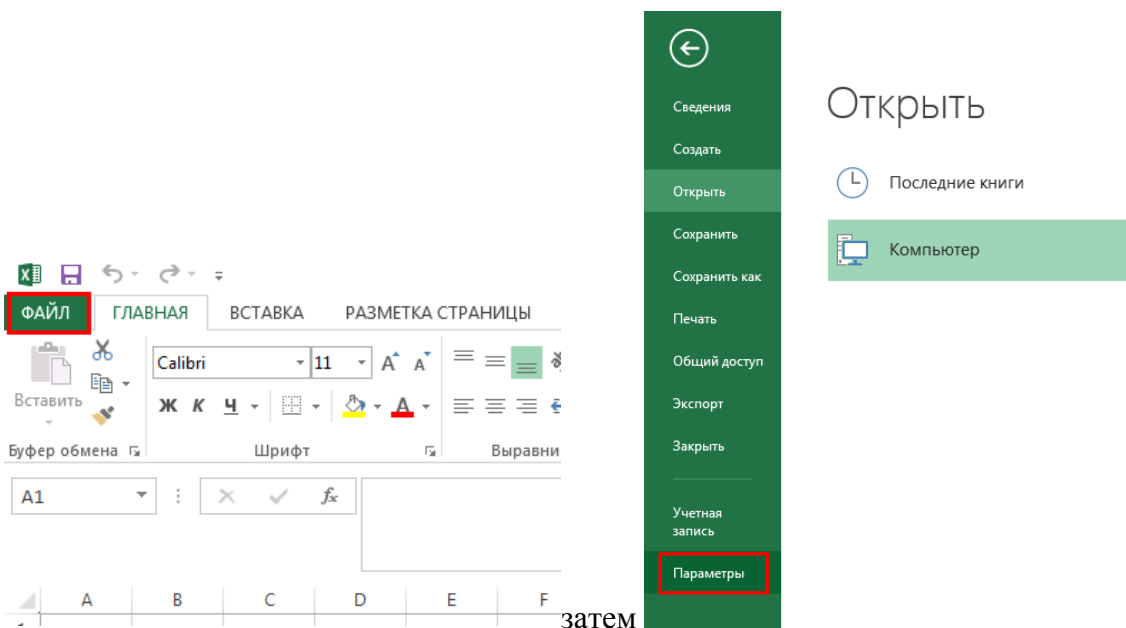 ФАЙЛ ГЛАВНАЯ ВСТАВКА РАЗМЕТКА СТРАНИЦЫ
Calibri 11 A A
Вставить
Ж К Ч А
Буфер обмена Шрифт Выравни
A1 fx
A B C D E F
1
затем
Сведения
Создать
Открыть
Сохранить
Сохранить как
Печать
Общий доступ
Экспорт
Закрыть
Учетная
запись
Параметры
Открыть
Последние книги
Компьютер